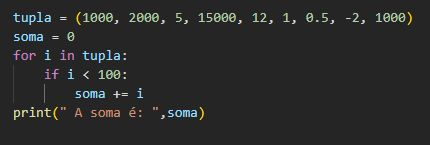 tupla = (1000, 2000, 5, 15000, 12, 1, 0.5, -2, 1000)
soma = 0
for i in tupla:
    if i < 100:
        soma += i
print(" A soma é: ",soma)